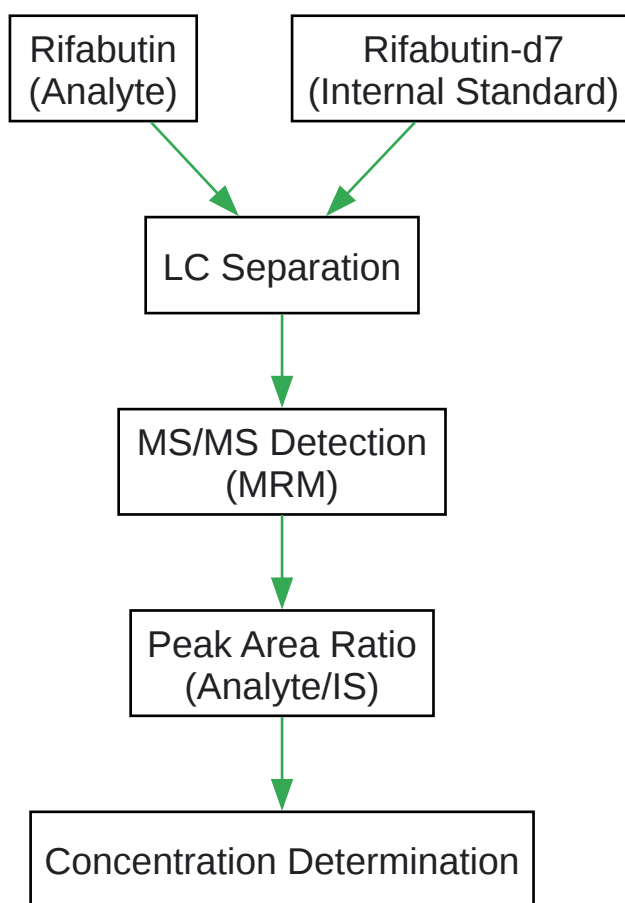 Rifabutin
(Analyte)
Rifabutin-d7
(Internal Standard)
LC Separation
MS/MS Detection
(MRM)
Peak Area Ratio
(Analyte/IS)
Concentration Determination